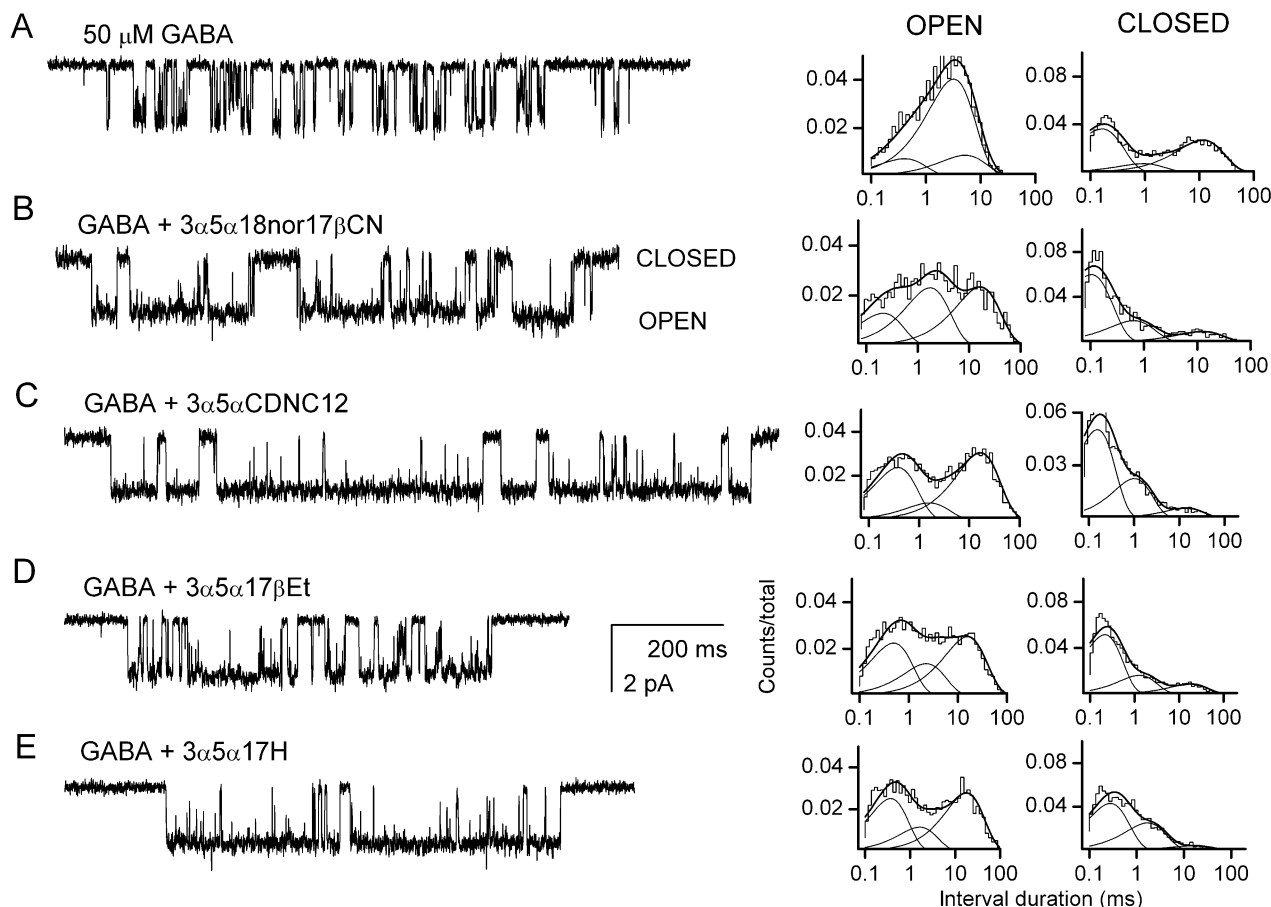 OPEN CLOSED
A 50 μM GABA
0.04 0.08
0.02 0.04
0.1 1 10 100 0.1 1 10 100
B GABA + 3α5α18nor17βCN
CLOSED
OPEN
0.04 0.08
0.02 0.04
0.1 1 10 100 0.1 1 10 100
C GABA + 3α5αCDNC12
0.04 0.06
0.02 0.03
0.1 1 10 100 0.1 1 10 100
D GABA + 3α5α17βEt
200 ms
2 pA
Counts/total
0.04 0.08
0.02 0.04
0.1 1 10 100 0.1 1 10 100
E GABA + 3α5α17H
0.04 0.08
0.02 0.04
0.1 1 10 100 0.1 1 10 100
Interval duration (ms)